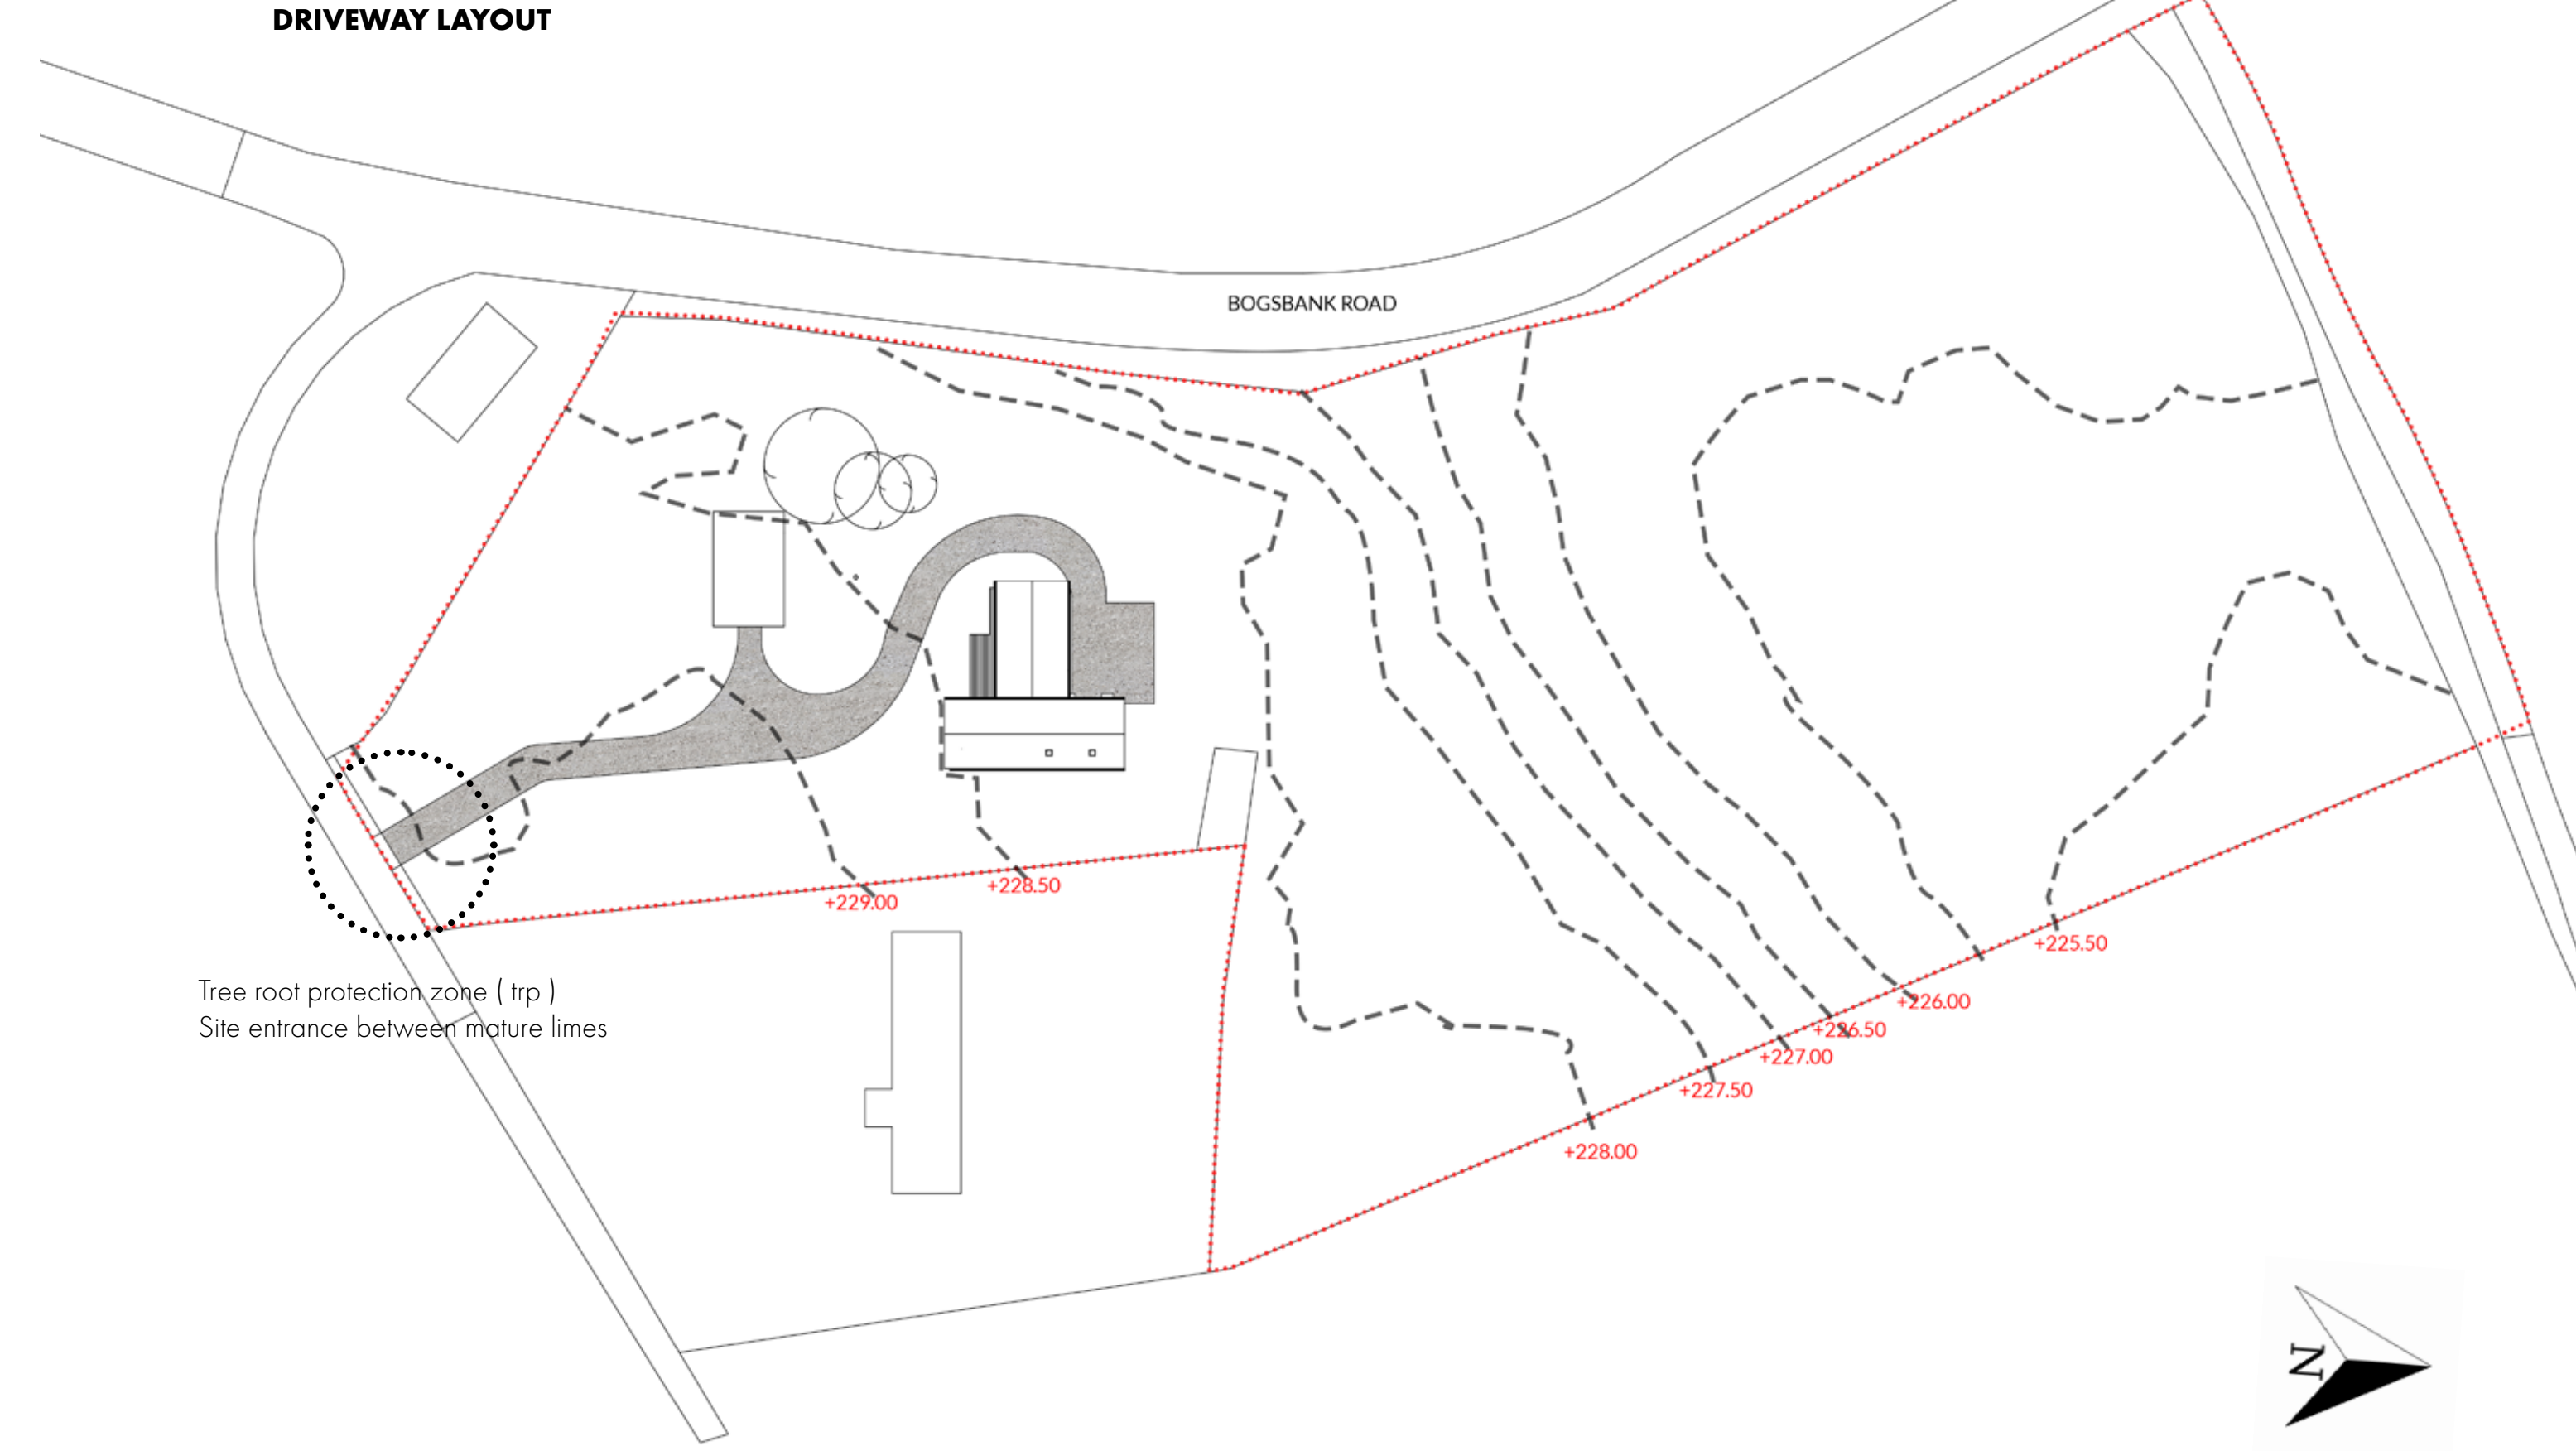 DRIVEWAY LAYOUT
BOGSBANK ROAD
+229.00
+228.50
+225.50
Tree root protection zone ( trp )
Site entrance between mature limes
+226.00
+226.50
+227.00
+227.50
+228.00
N